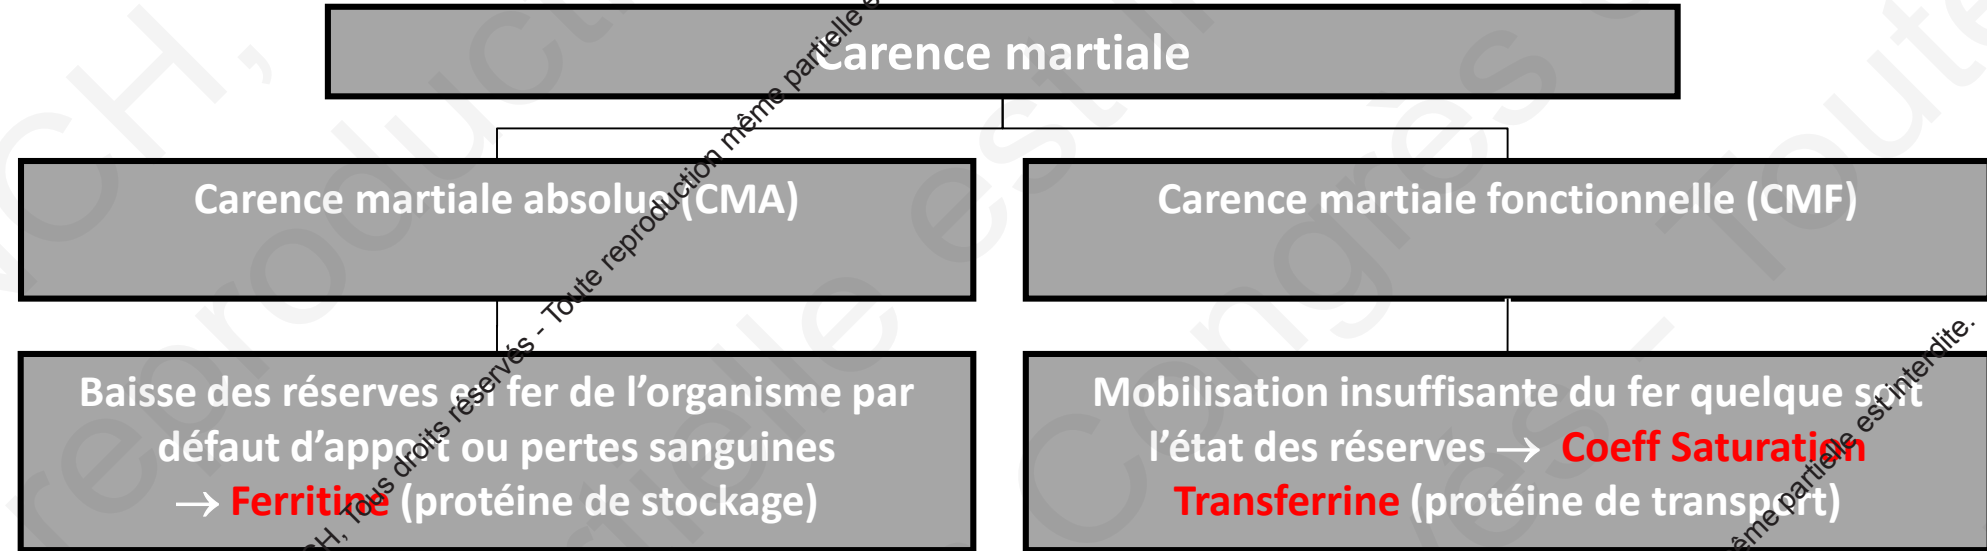 Carence martiale
Carence martiale absolue (CMA)
Carence martiale fonctionnelle (CMF)
Baisse des réserves en fer de l'organisme par
défaut d'apport ou pertes sanguines
→ Ferritine (protéine de stockage)
Mobilisation insuffisante du fer quelque soit
l'état des réserves → Coeff Saturation
Transferrine (protéine de transport)
CH, Tous droits réservés - Toute reproduction même partielle e
ême partielle est interdite.